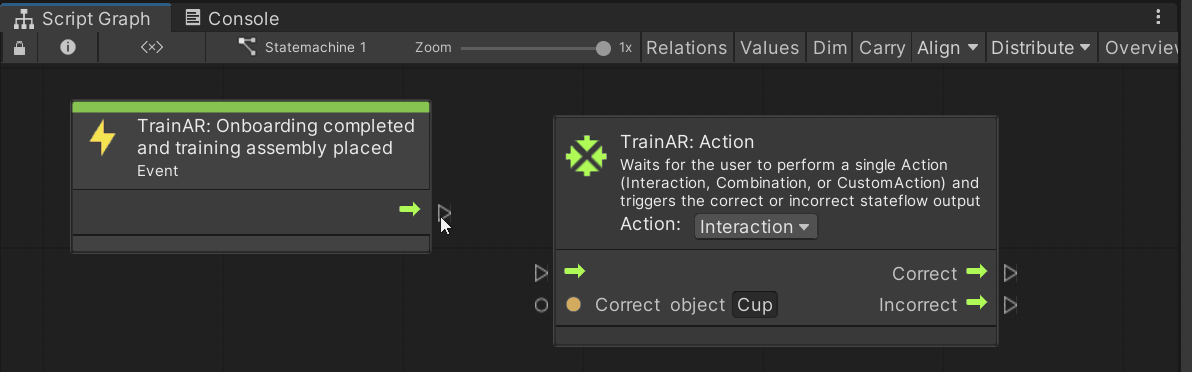 Script Graph
Console
<×>
Statemachine 1
Zoom
1x
Relations
Values
Dim
Carry
Align
Distribute
TrainAR: Onboarding completed
and training assembly placed
Event
TrainAR: Action
Waits for the user to perform a single Action
(Interaction, Combination, or CustomAction) and
triggers the correct or incorrect stateflow output
Action: Interaction
Correct
Correct object Cup
Incorrect